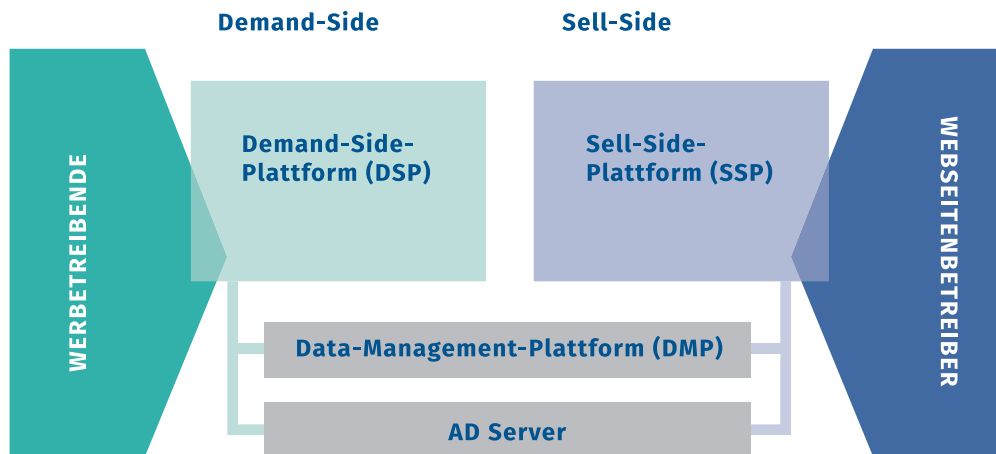 Demand-Side
Sell-Side
WERBETREIBENDE
Demand-Side-
Plattform (DSP)
Sell-Side-
Plattform (SSP)
WEBSEITENBETREIBER
Data-Management-Plattform (DMP)
AD Server